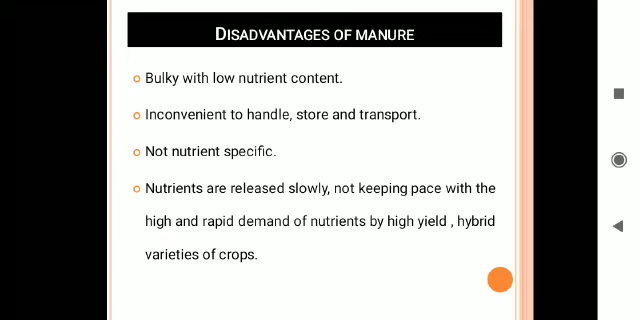 DISADVANTAGES OF MANURE
Bulky with low nutrient content.
Inconvenient to handle, store and transport.
Not nutrient specific.
Nutrients are released slowly, not keeping pace with the
high and rapid demand of nutrients by high yield , hybrid
varieties of crops.